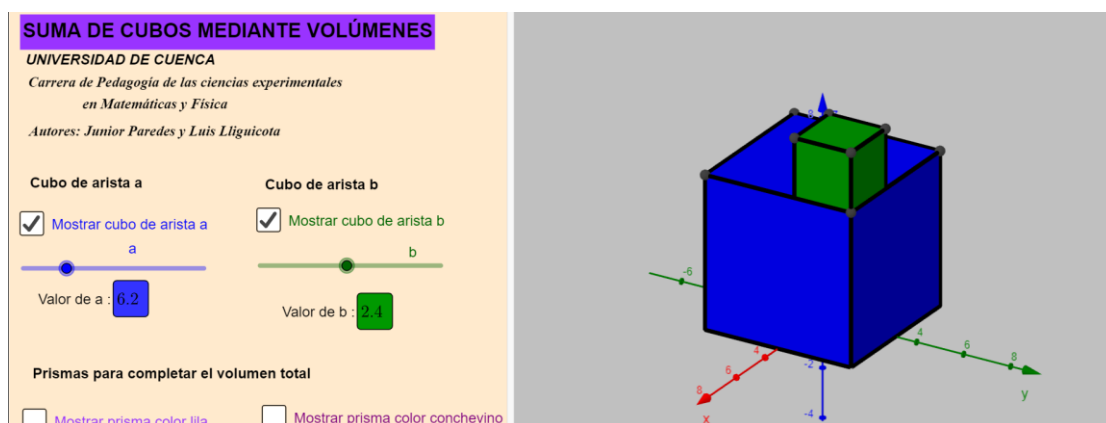 SUMA DE CUBOS MEDIANTE VOLÚMENES
UNIVERSIDAD DE CUENCA
Carrera de Pedagogía de las ciencias experimentales
en Matemáticas y Física
Autores: Junior Paredes y Luis Lliguicota
Cubo de arista a
Mostrar cubo de arista a
a
Valor de a : 6.2
Cubo de arista b
Mostrar cubo de arista b
b
Valor de b : 2.4
Prismas para completar el volumen total
Mostrar prisma color lila
Mostrar prisma color conchevino
8
-6
4
6
8
x
-2
-4
4
6
8
y